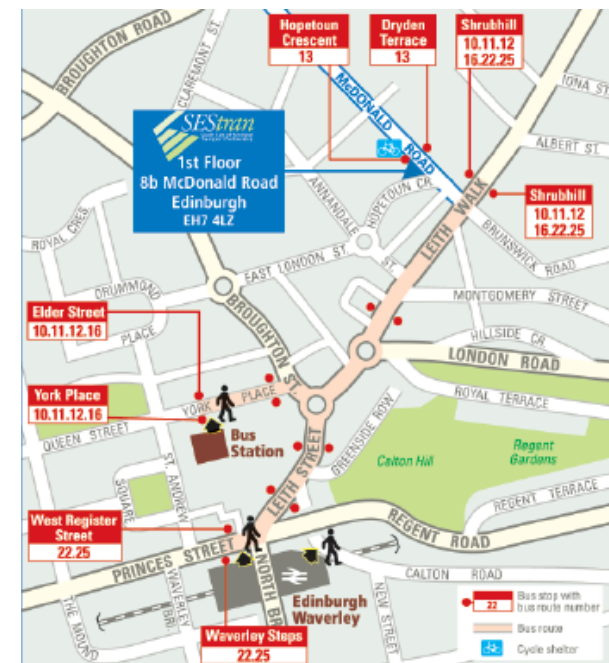 BROUGHTON ROAD
CLAREMONT ST.
Hopetoun
Crescent
13
Dryden
Terrace
13
Shrubhill
10.11.12
16.22.25
McDONALD ROAD
IONA ST.
ALBERT ST.
SEStran
1st Floor
8b McDonald Road
Edinburgh
EH7 4LZ
ANNANDALE ST.
HOPETOUN CR.
LEITH WALK
Shrubhill
10.11.12
16.22.25
BRUNSWICK ROAD
ROYAL CRES
DRUMMOND PLACE
EAST LONDON ST.
BROUGHTON ST.
MONTGOMERY STREET
HILLSIDE CR.
LONDON ROAD
Elder Street
10.11.12.16
York Place
10.11.12.16
YORK PLACE
ROYAL TERRACE
QUEEN STREET
Bus
Station
GREENSIDE ROW
Calton Hill
Regent
Gardens
LEITH STREET
ST. ANDREW SQUARE
REGENT TERRACE
West Register
Street
22.25
REGENT ROAD
PRINCES STREET
WAVERLEY BRI.
NORTH BR.
CALTON ROAD
NEW STREET
THE MOUND
Edinburgh
Waverley
Waverley Steps
22.25
22
Bus stop with
bus route number
Bus route
Cycle shelter